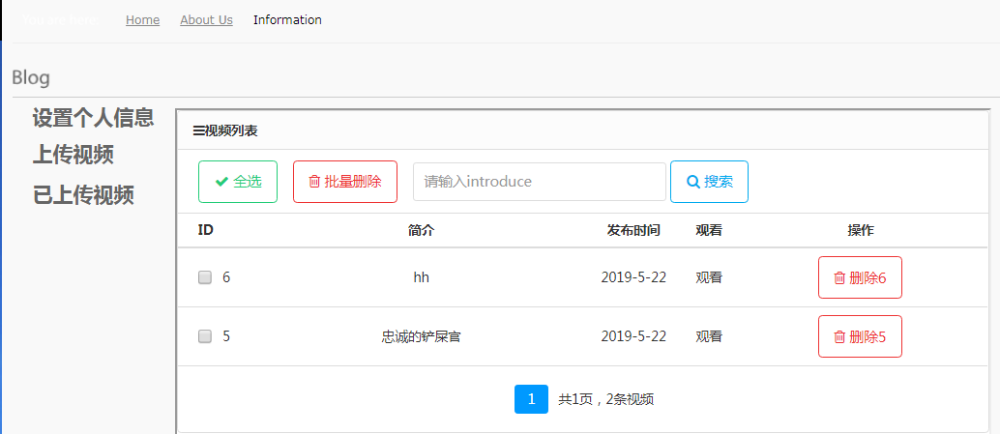 Home About Us Information
Blog
设置个人信息
上传视频
已上传视频
视频列表
全选 批量删除 请输入introduce 搜索
ID 简介 发布时间 观看 操作
6 hh 2019-5-22 观看 删除6
5 忠诚的铲屎官 2019-5-22 观看 删除5
1 共1页，2条视频